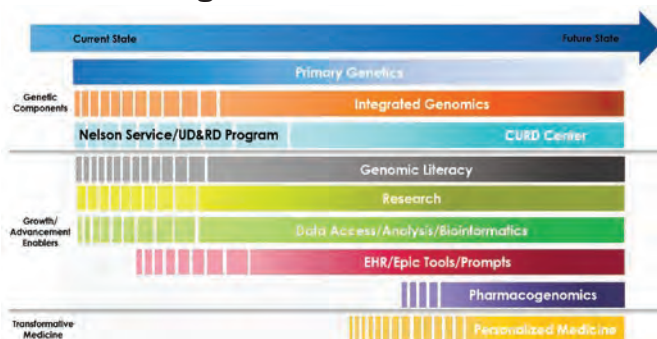 Current State
Future State
Primary Genetics
Genetic
Components
Integrated Genomics
Nelson Service/UD&RD Program
CURD Center
Genomic Literacy
Research
Growth/
Advancement
Enablers
Data Access/Analysis/Bioinformatics
EHR/Epic Tools/Prompts
Pharmacogenomics
Transformative
Medicine
Personalized Medicine